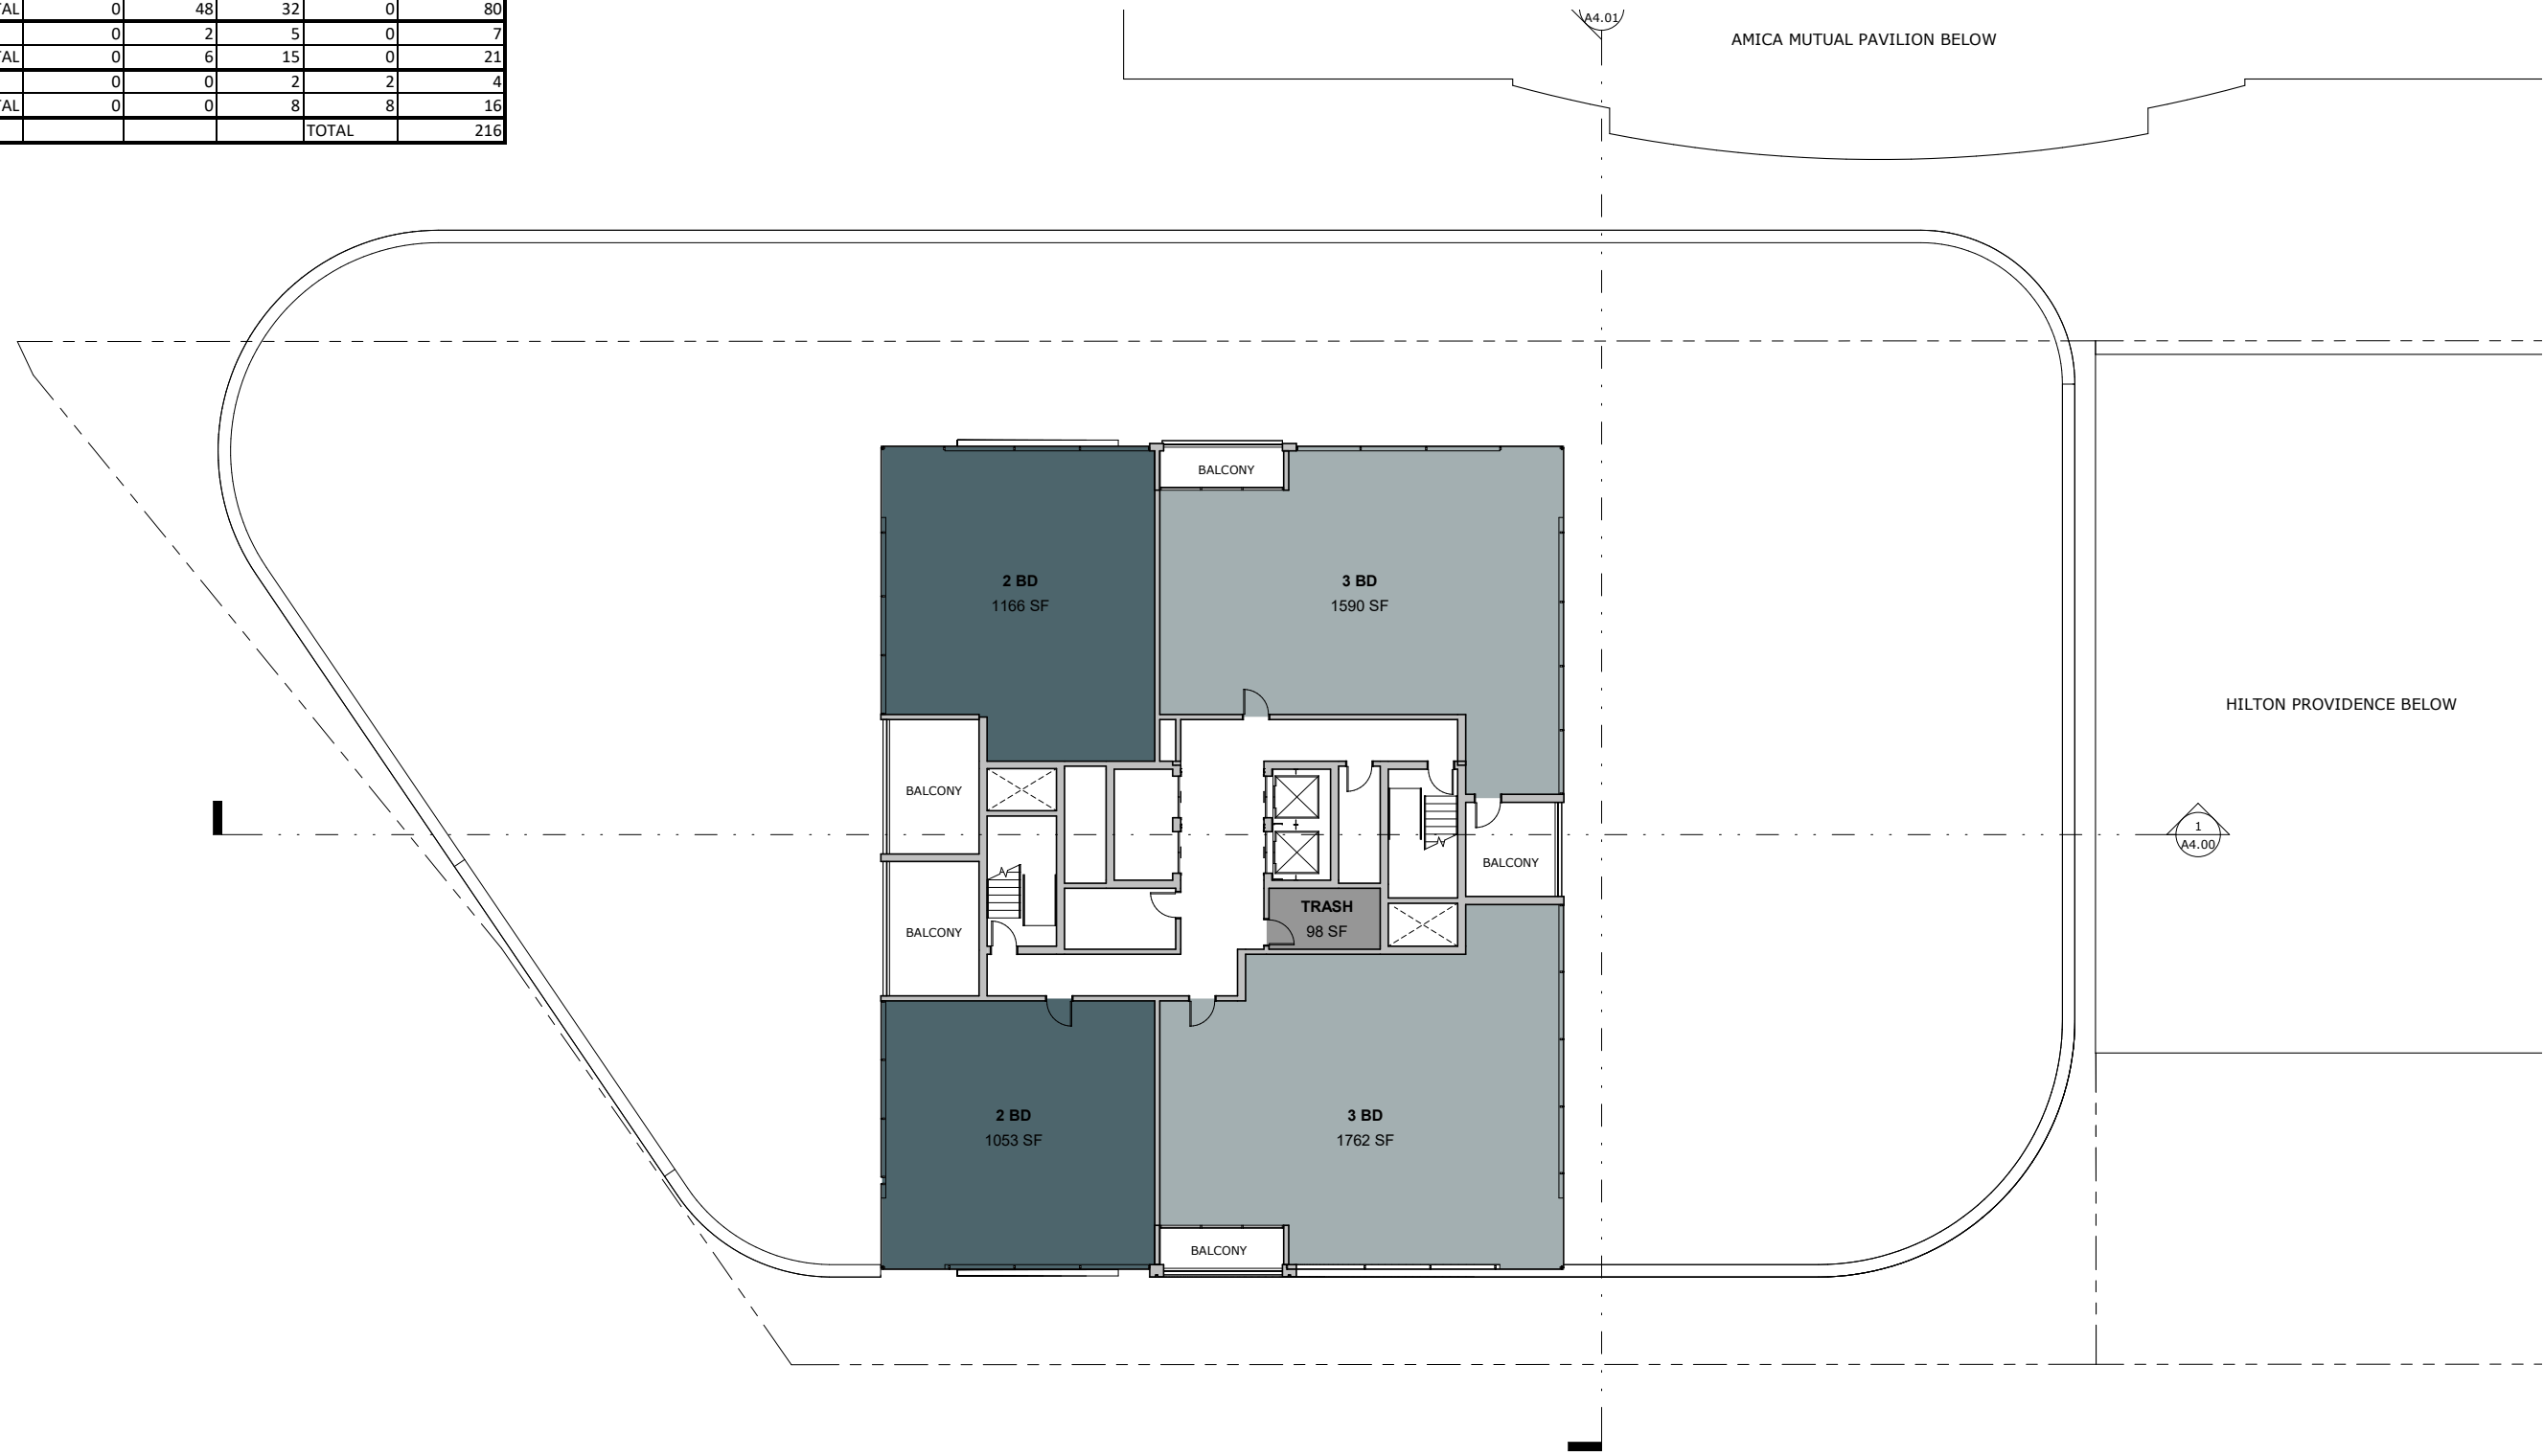 TAL 0 48 32 0 80
0 2 5 0 7
TAL 0 6 15 0 21
0 0 2 2 4
TAL 0 0 8 8 16
TOTAL 216
A4.01
AMICA MUTUAL PAVILION BELOW
BALCONY
2 BD
1166 SF
3 BD
1590 SF
HILTON PROVIDENCE BELOW
BALCONY
1
A4.00
BALCONY
TRASH
98 SF
BALCONY
2 BD
1053 SF
3 BD
1762 SF
BALCONY